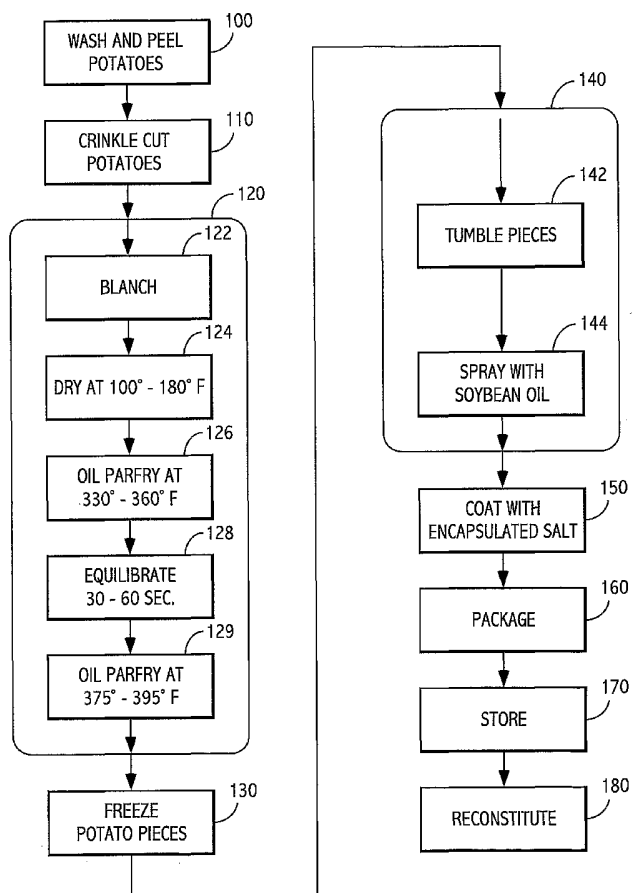 100
WASH AND PEEL
POTATOES
110
CRINKLE CUT
POTATOES
120
122
BLANCH
124
DRY AT 100° - 180° F
126
OIL PARFRY AT
330° - 360° F
128
EQUILIBRATE
30 - 60 SEC.
129
OIL PARFRY AT
375° - 395° F
130
FREEZE
POTATO PIECES
140
142
TUMBLE PIECES
144
SPRAY WITH
SOYBEAN OIL
150
COAT WITH
ENCAPSULATED SALT
160
PACKAGE
170
STORE
180
RECONSTITUTE